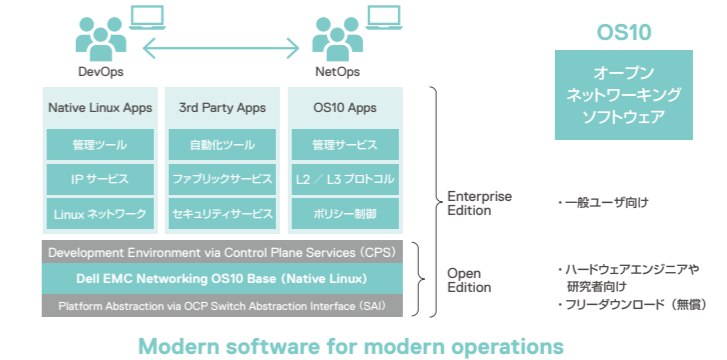 DevOps
NetOps
Native Linux Apps
管理ツール
IP サービス
Linux ネットワーク
3rd Party Apps
自動化ツール
ファブリックサービス
セキュリティサービス
OS10 Apps
管理サービス
L2 ／ L3 プロトコル
ポリシー制御
Development Environment via Control Plane Services (CPS)
Dell EMC Networking OS10 Base (Native Linux)
Platform Abstraction via OCP Switch Abstraction Interface (SAI)
Enterprise
Edition
Open
Edition
OS10
オープン
ネットワーキング
ソフトウェア
・一般ユーザ向け
・ハードウェアエンジニアや
研究者向け
・フリーダウンロード（無償）
Modern software for modern operations